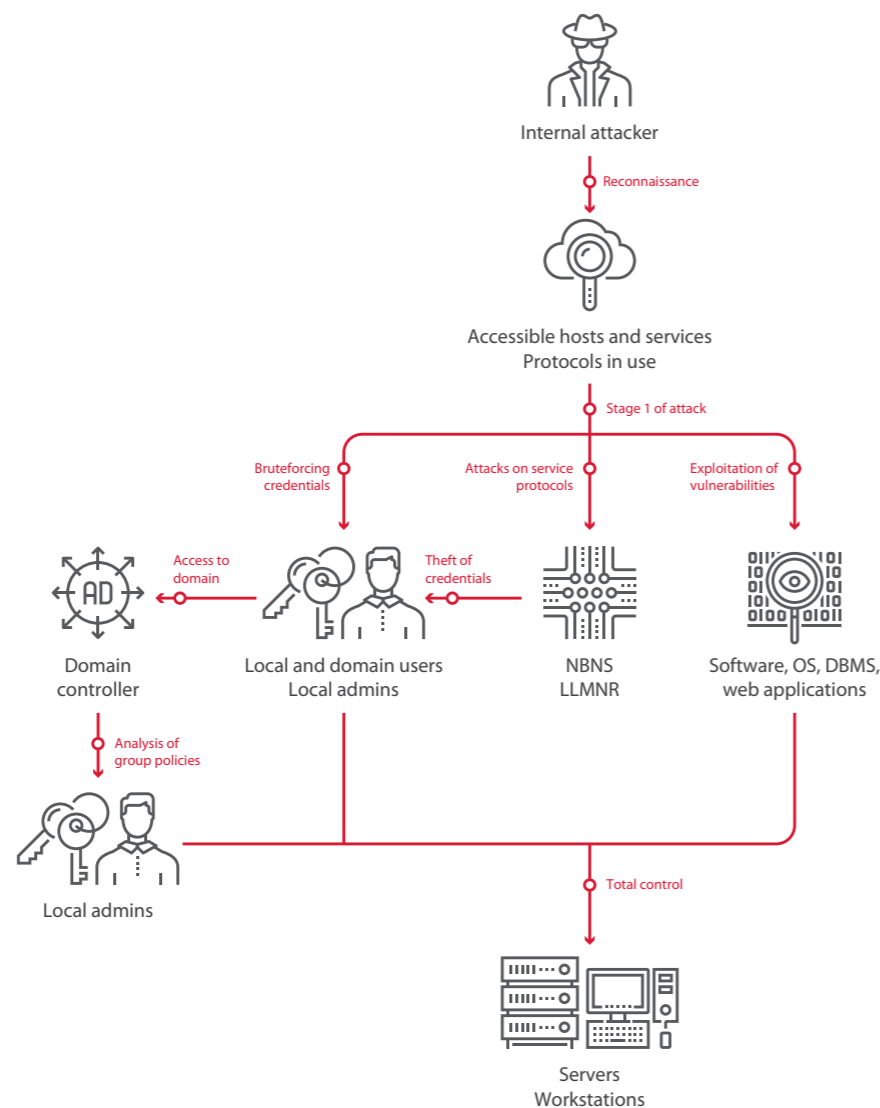 Internal attacker
Reconnaissance
Accessible hosts and services
Protocols in use
Stage 1 of attack
Bruteforcing
credentials
Attacks on service
protocols
Exploitation of
vulnerabilities
Access to
domain
Theft of
credentials
AD
Domain
controller
Local and domain users
Local admins
NBNS
LLMNR
Software, OS, DBMS,
web applications
Analysis of
group policies
Local admins
Total control
Servers
Workstations